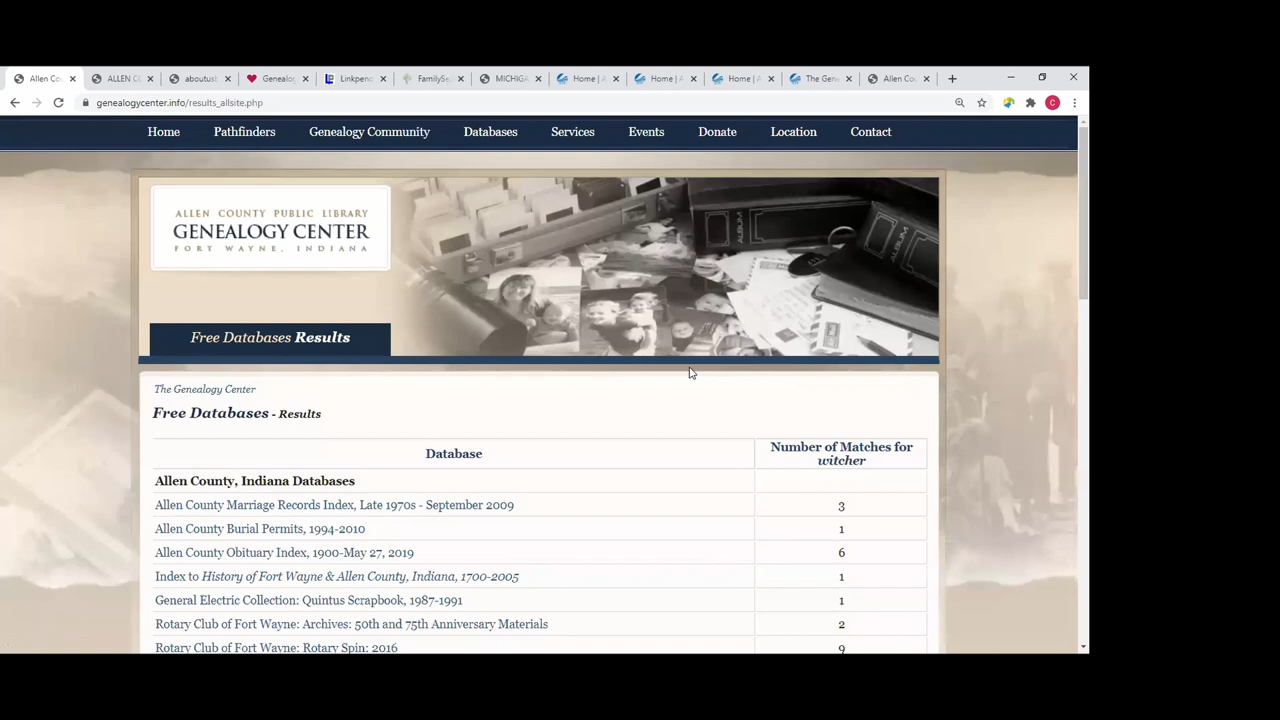 Allen Co
ALLEN C
aboutus
Genealog
Linkpend
FamilySe
MICHIGA
Home | A
Home | A
Home | A
The Gen
Allen Co
genealogycenter.info/results_allsite.php
C
Home Pathfinders Genealogy Community Databases Services Events Donate Location Contact
ALLEN COUNTY PUBLIC LIBRARY
GENEALOGY CENTER
FORT WAYNE, INDIANA
ALBUM
ALBUM
Free Databases Results
The Genealogy Center
Free Databases - Results
Database Number of Matches for
witcher
Allen County, Indiana Databases
Allen County Marriage Records Index, Late 1970s - September 2009 3
Allen County Burial Permits, 1994-2010 1
Allen County Obituary Index, 1900-May 27, 2019 6
Index to History of Fort Wayne & Allen County, Indiana, 1700-2005 1
General Electric Collection: Quintus Scrapbook, 1987-1991 1
Rotary Club of Fort Wayne: Archives: 50th and 75th Anniversary Materials 2
Rotary Club of Fort Wayne: Rotary Spin: 2016 9